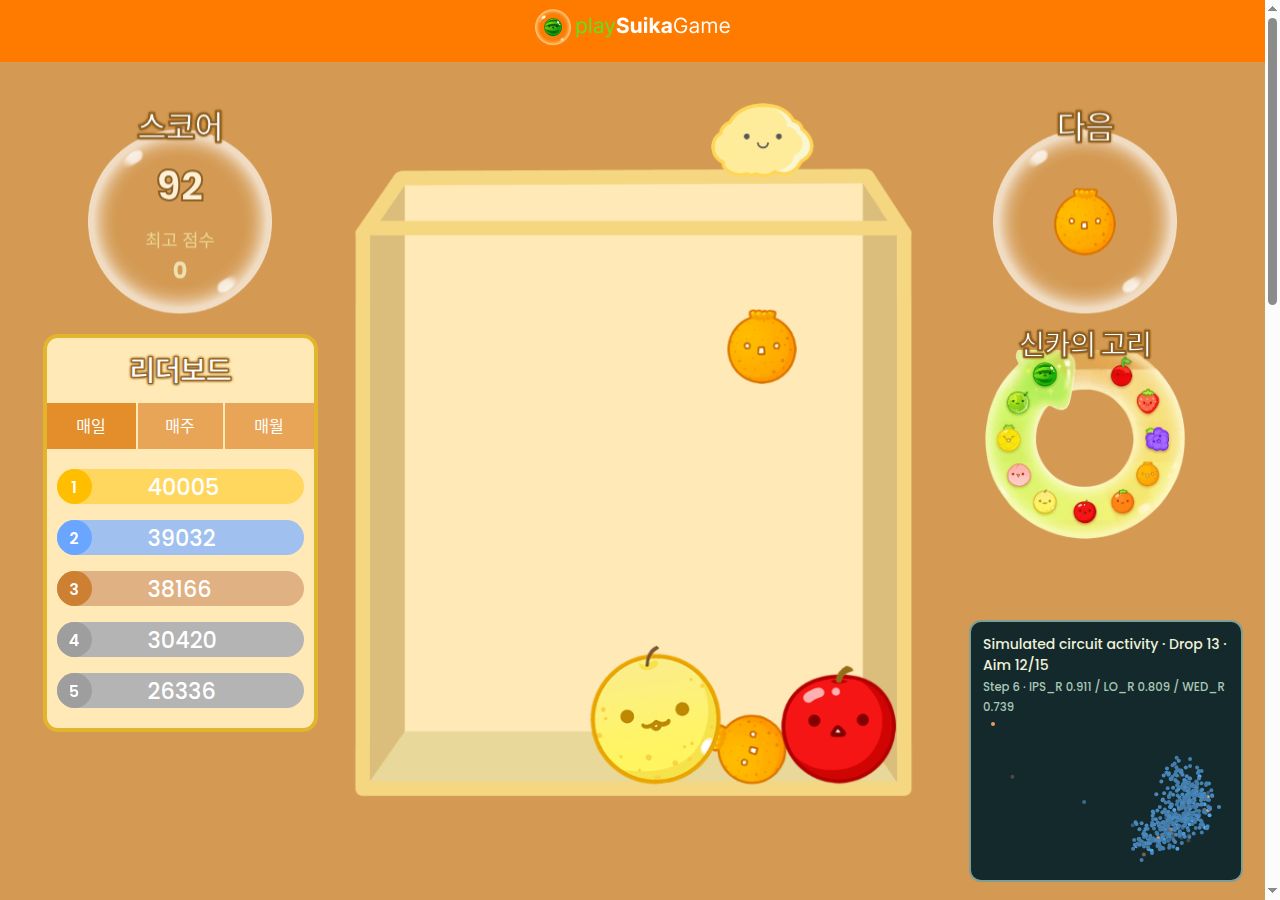 playSuikaGame
스코어
92
최고 점수
0
리더보드
매일 매주 매월
1 40005
2 39032
3 38166
4 30420
5 26336
다음
신카의 고리
Simulated circuit activity · Drop 13 ·
Aim 12/15
Step 6 · IPS_R 0.911 / LO_R 0.809 / WED_R
0.739